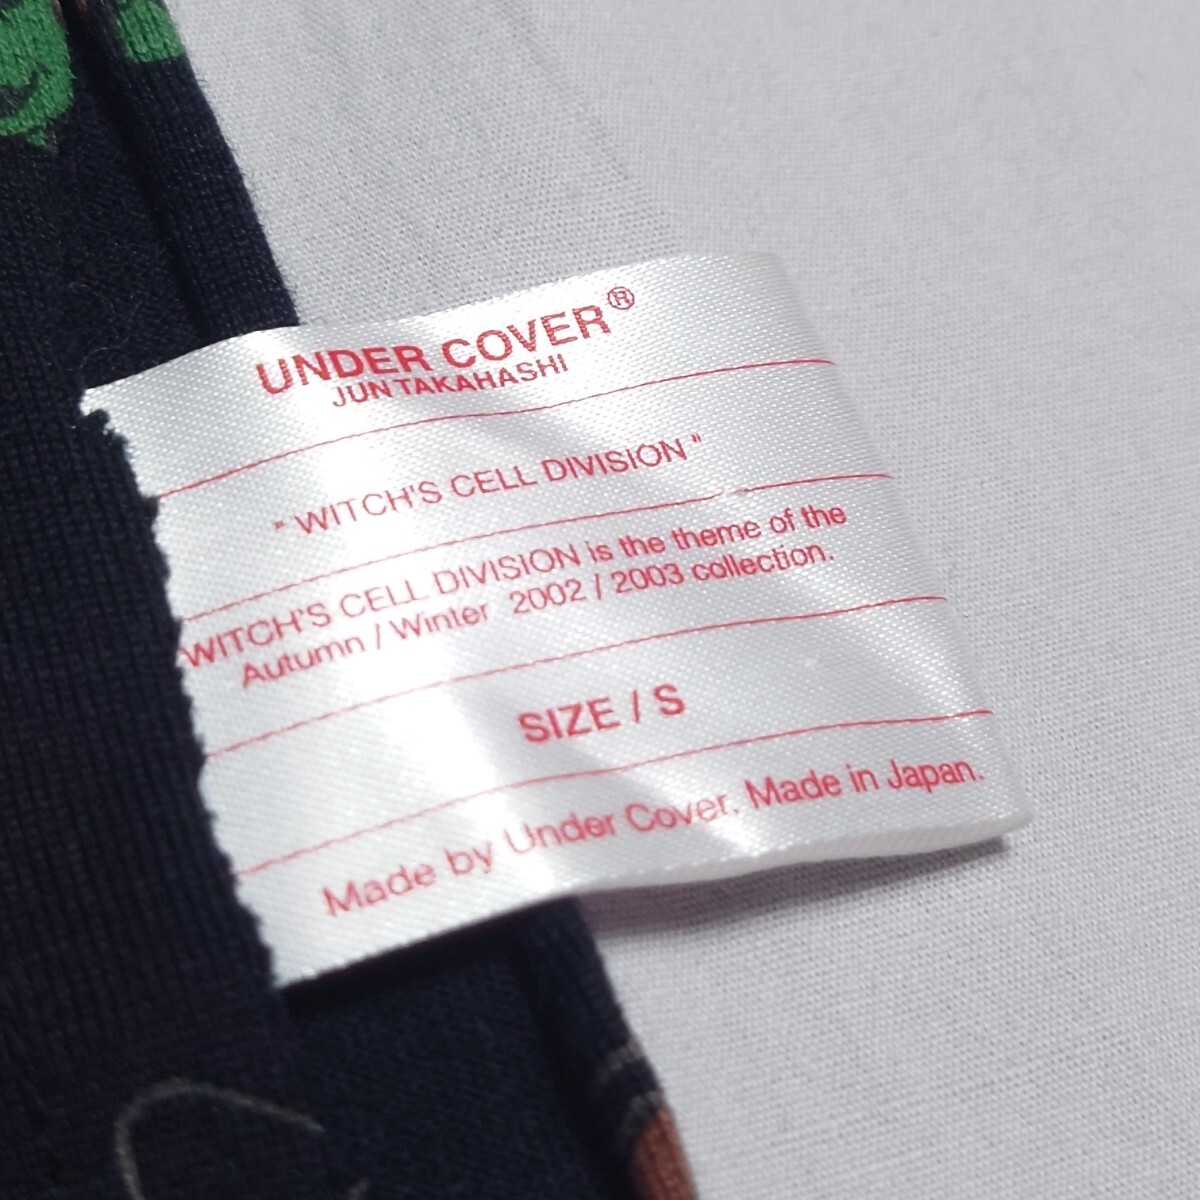 UNDER COVER®
JUN TAKAHASHI
" WITCH'S CELL DIVISION "
WITCH'S CELL DIVISION is the theme of the
Autumn / Winter 2002 / 2003 collection.
SIZE / S
Made by Under Cover. Made in Japan.